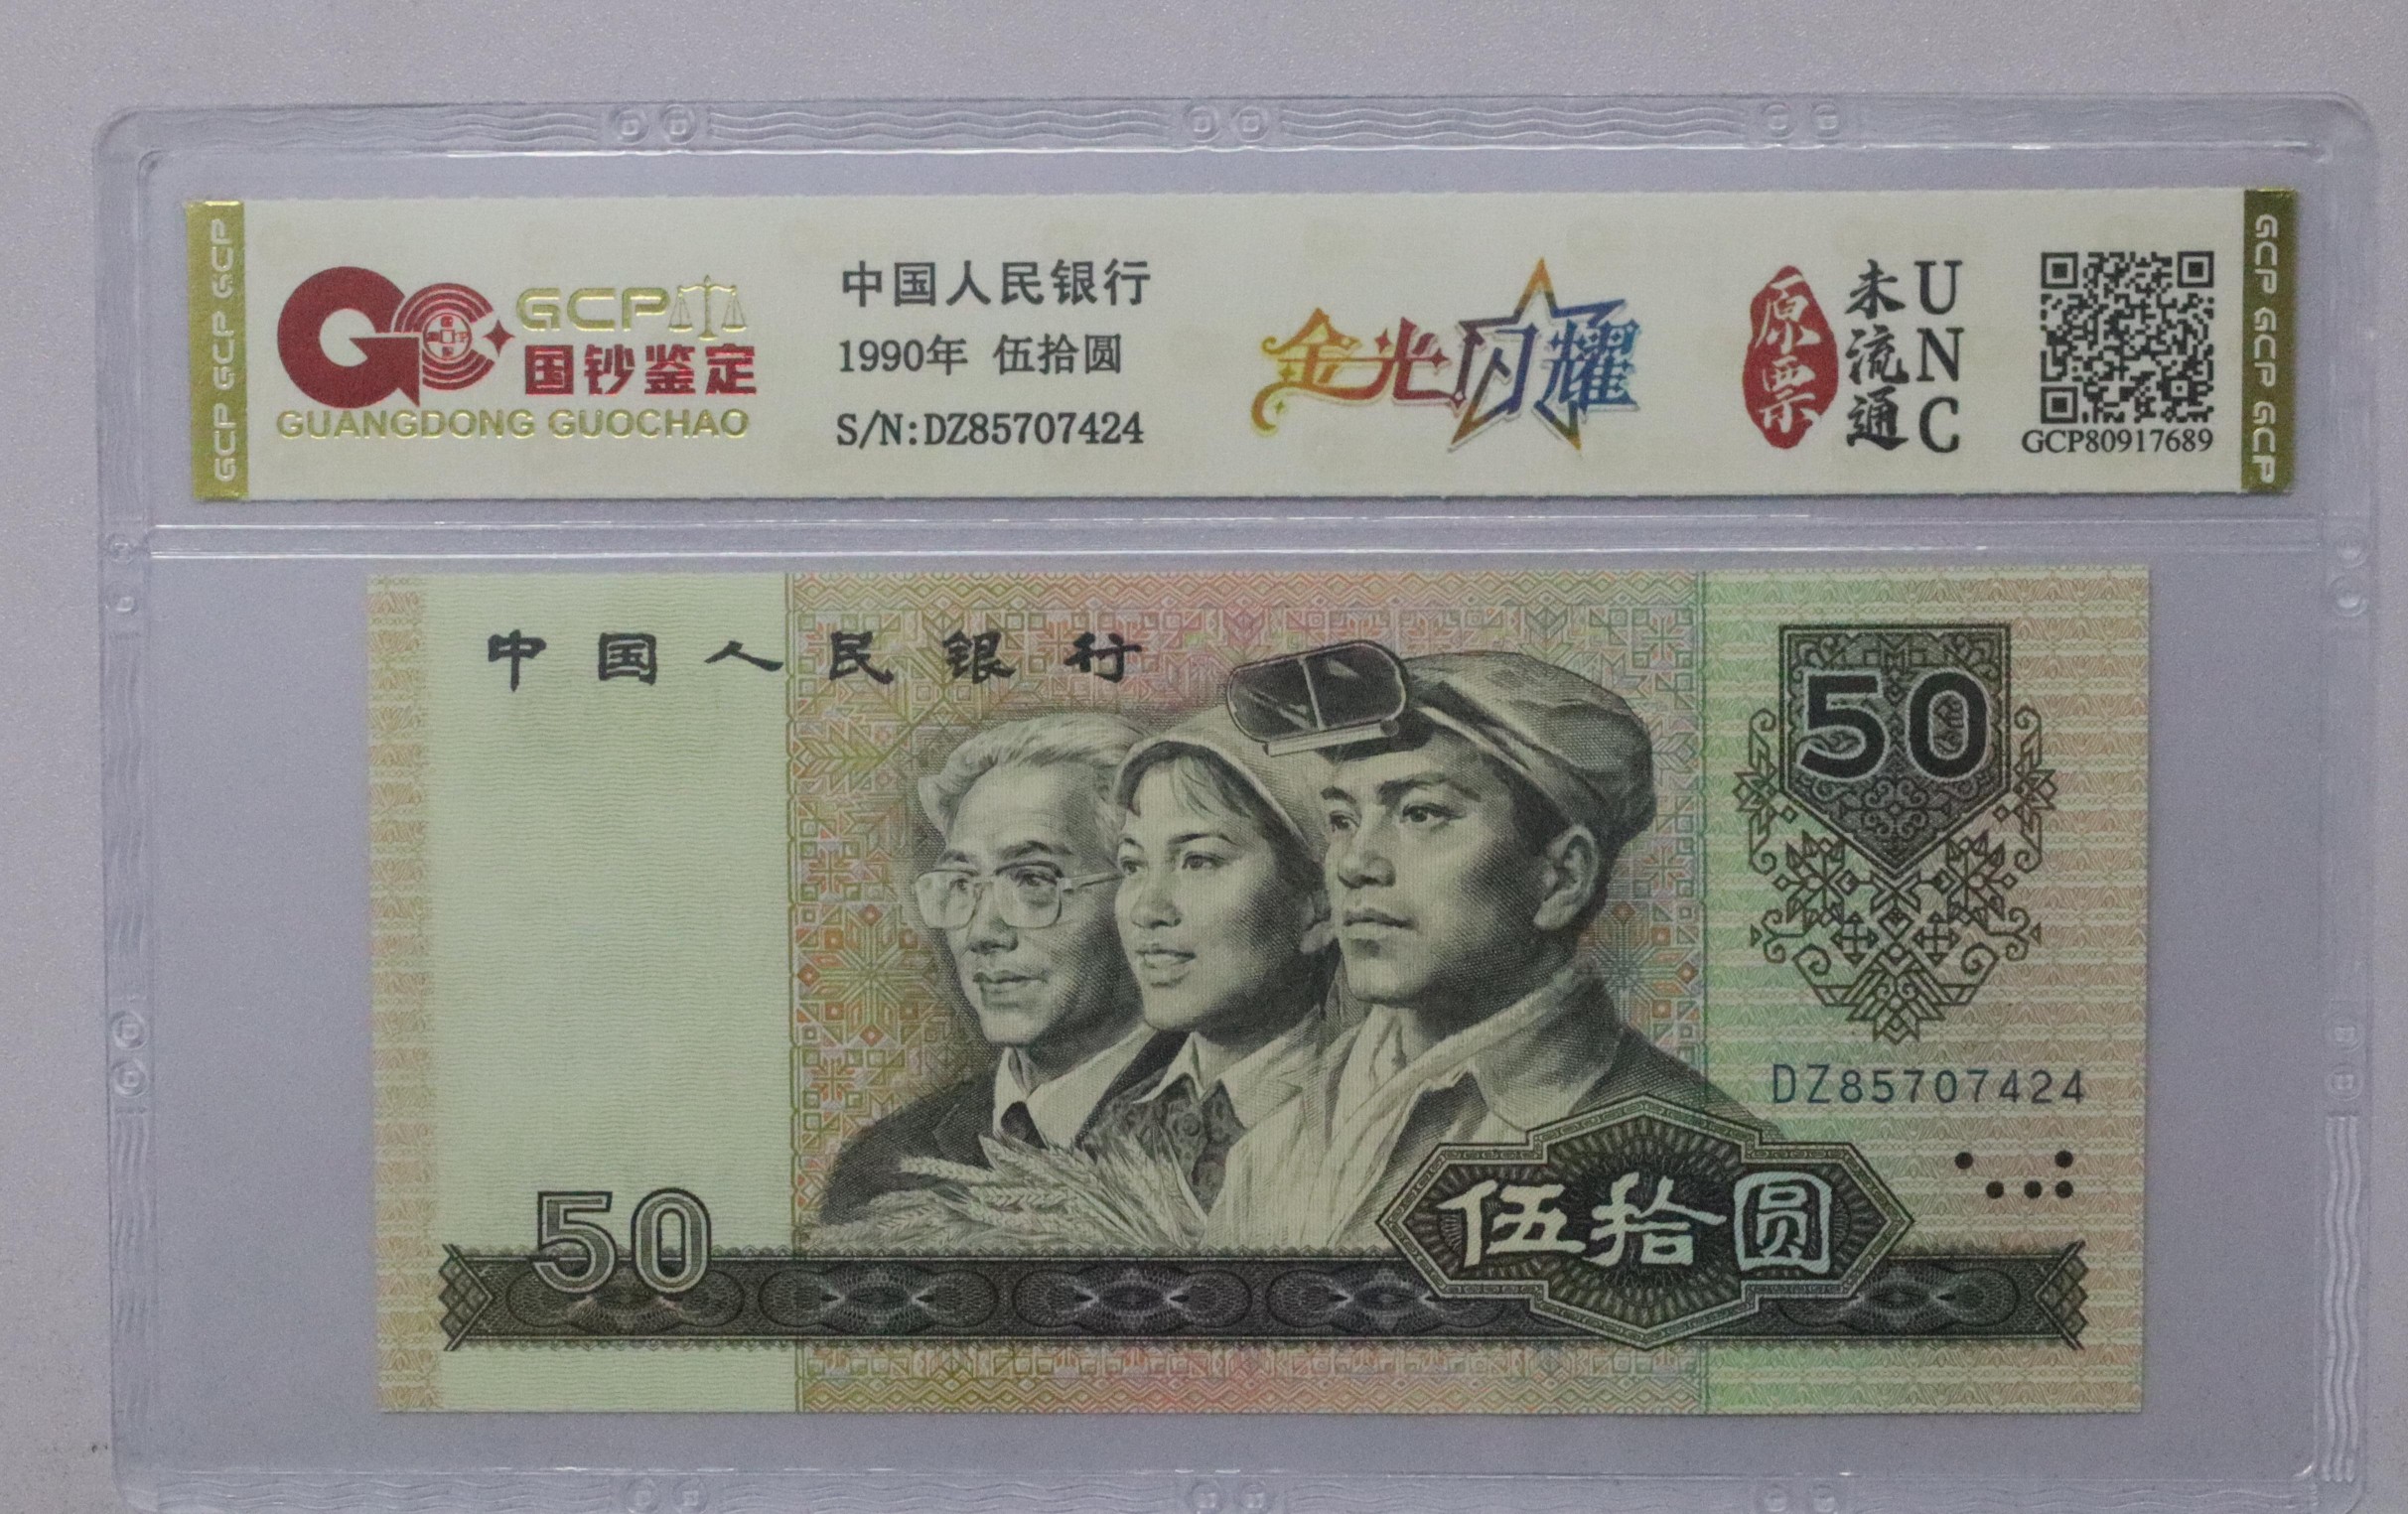 GCP GCP GCP
GCP
国钞鉴定
GUANGDONG GUOCHAO
中国人民银行
1990年 伍拾圆
S/N:DZ85707424
金光闪耀
原票
未流通
UNC
GCP80917689
GCP GCP GCP
中国人民银行
50
DZ85707424
50
伍拾圆